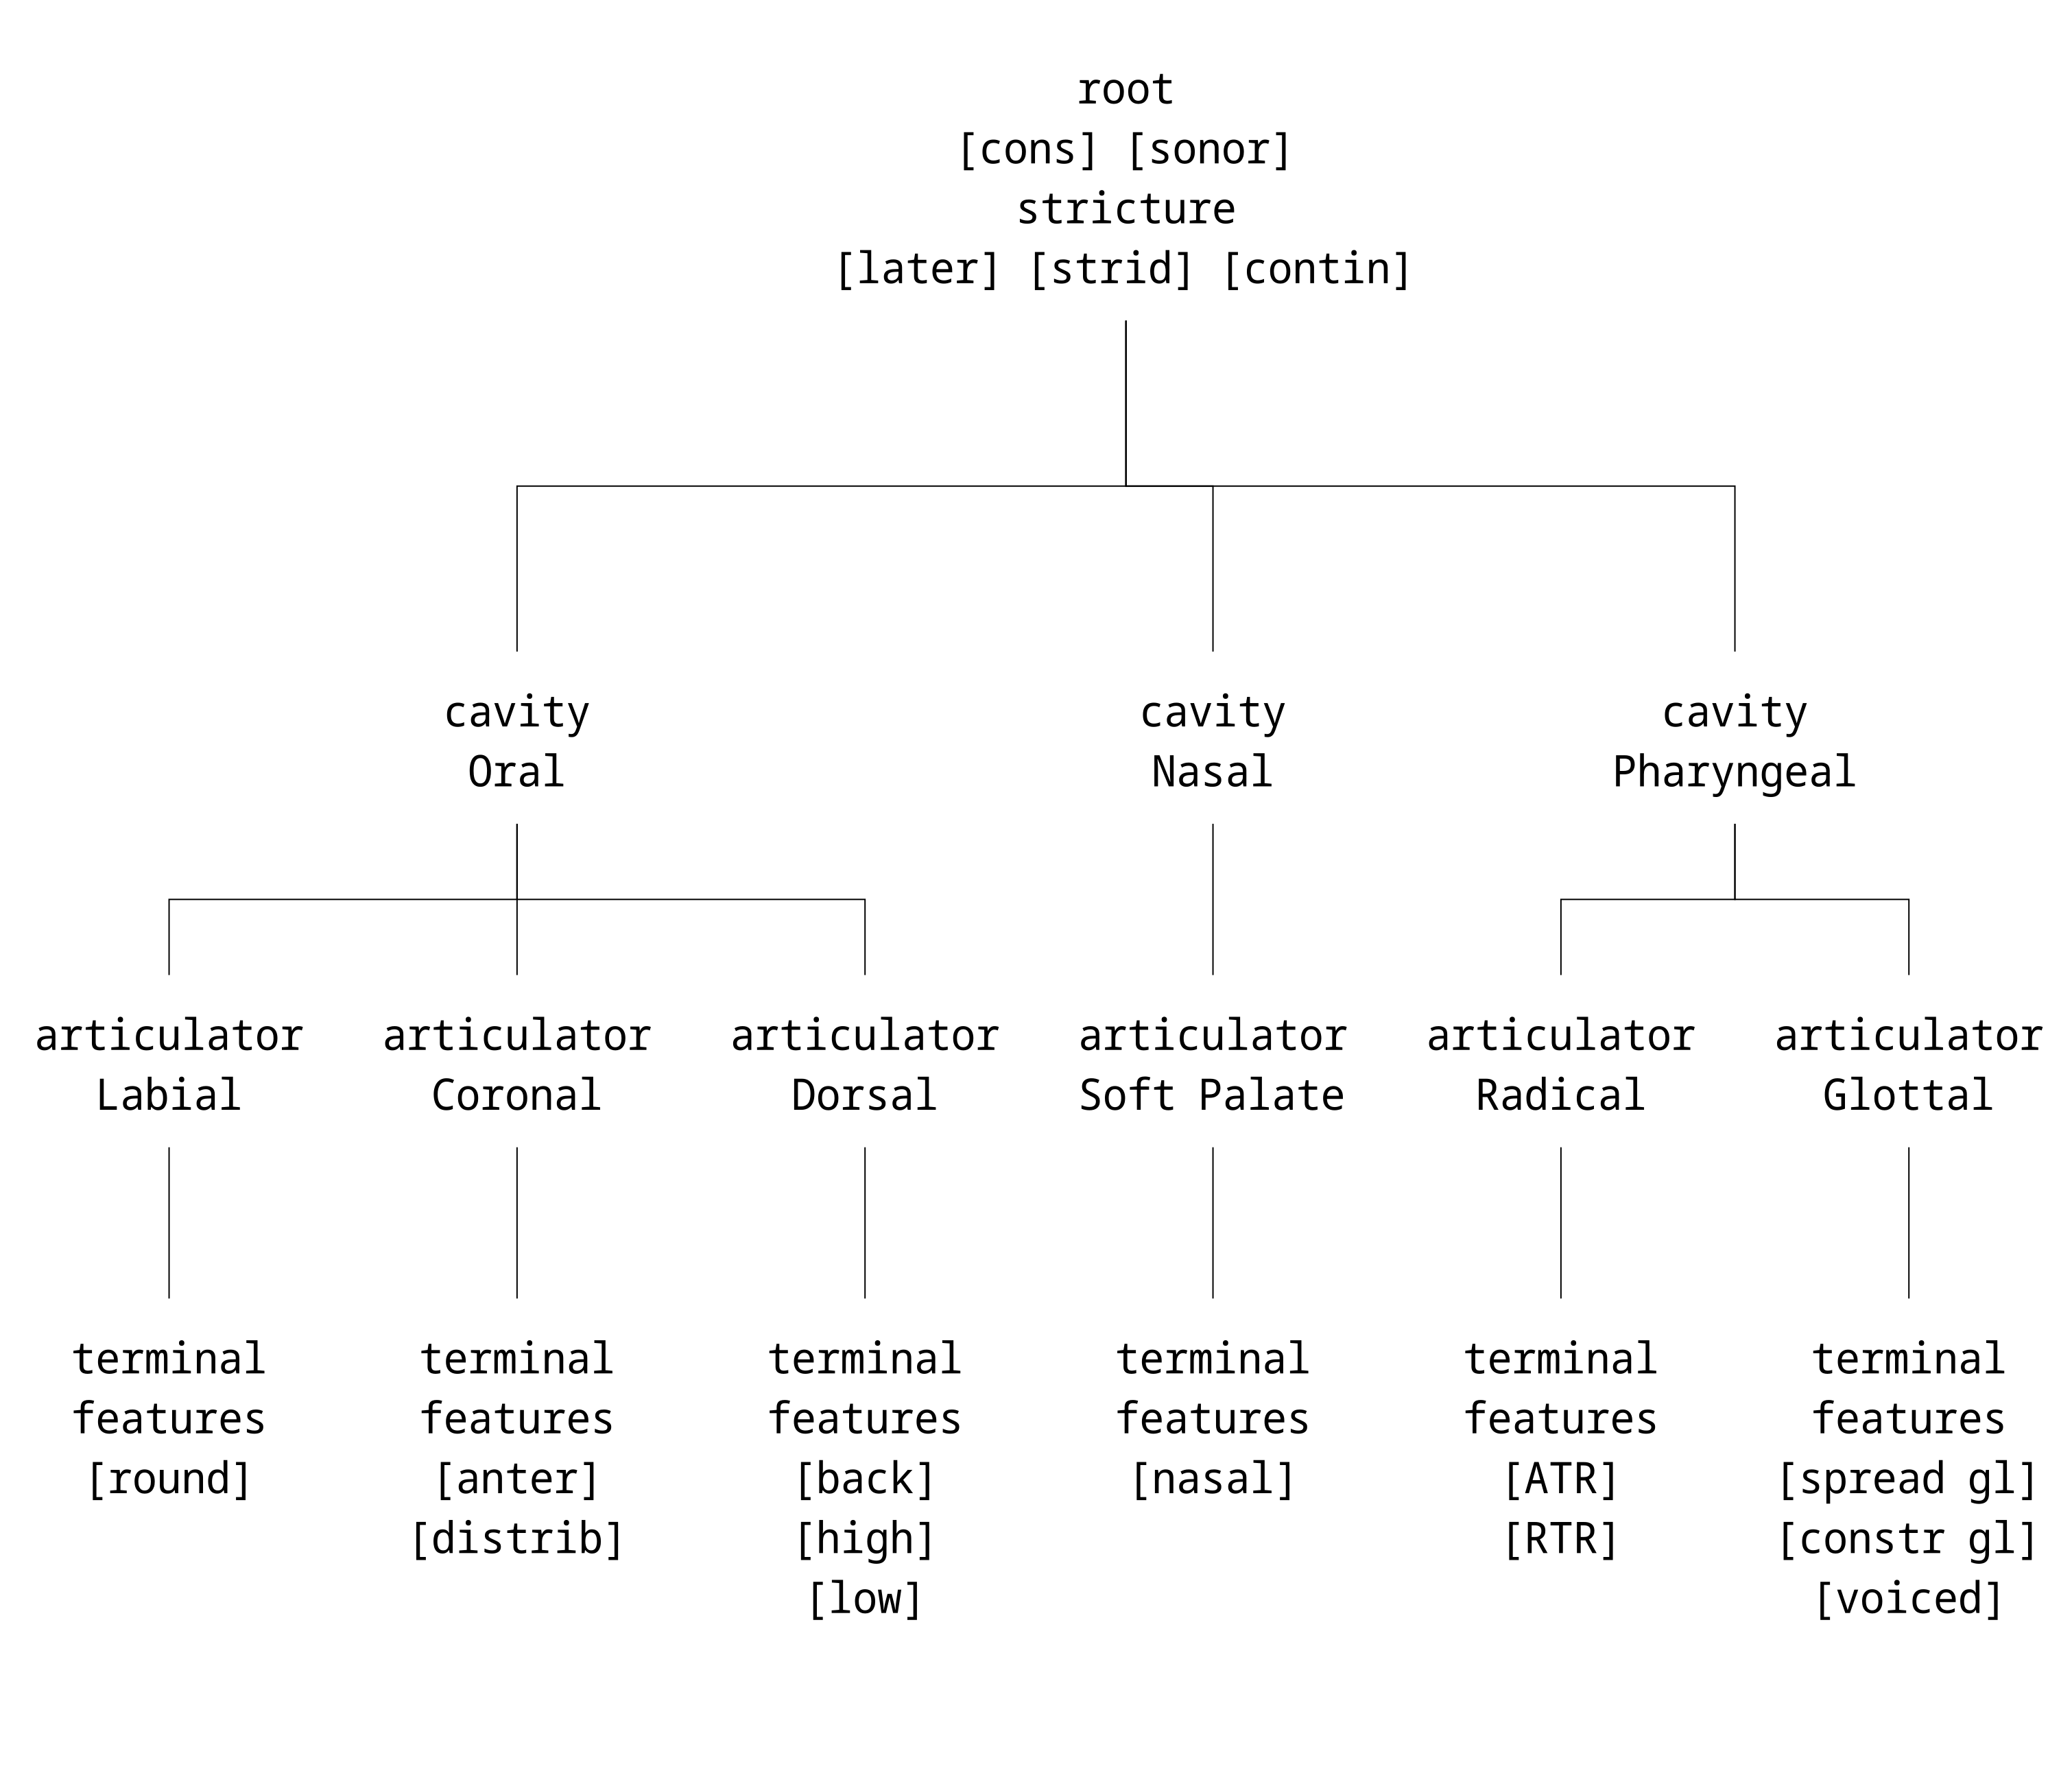 root
[cons] [sonor]
stricture
[later] [strid] [contin]
cavity
Oral
cavity
Nasal
cavity
Pharyngeal
articulator
Labial
articulator
Coronal
articulator
Dorsal
articulator
Soft Palate
articulator
Radical
articulator
Glottal
terminal
features
[round]
terminal
features
[anter]
[distrib]
terminal
features
[back]
[high]
[low]
terminal
features
[nasal]
terminal
features
[ATR]
[RTR]
terminal
features
[spread gl]
[constr gl]
[voiced]